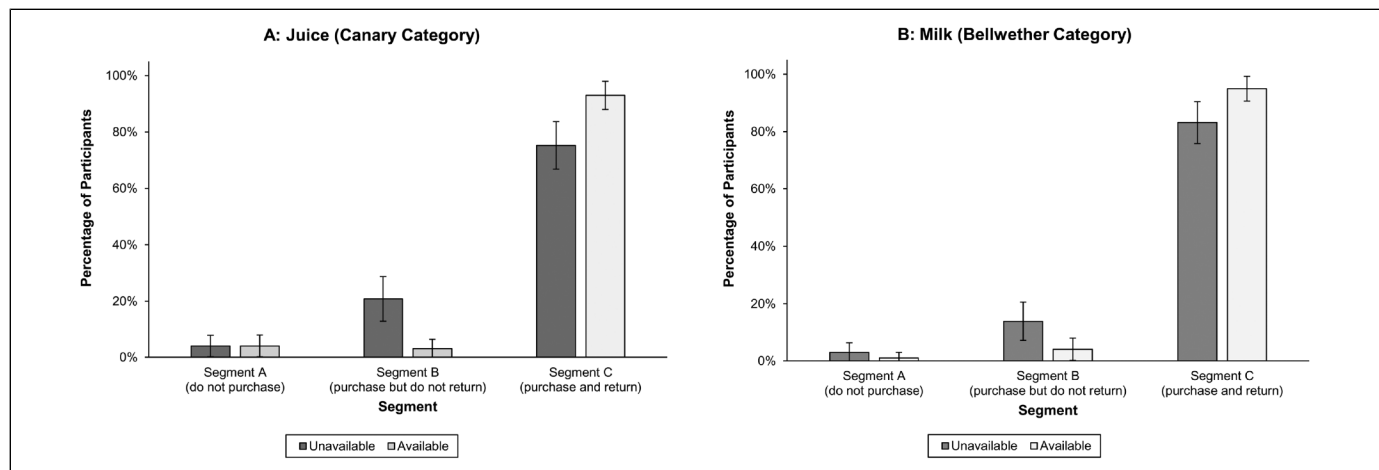 A: Juice (Canary Category)
100%
80%
60%
40%
20%
0%
Percentage of Participants
Segment A
(do not purchase)
Segment B
(purchase but do not return)
Segment C
(purchase and return)
Segment
Unavailable
Available
B: Milk (Bellwether Category)
100%
80%
60%
40%
20%
0%
Percentage of Participants
Segment A
(do not purchase)
Segment B
(purchase but do not return)
Segment C
(purchase and return)
Segment
Unavailable
Available